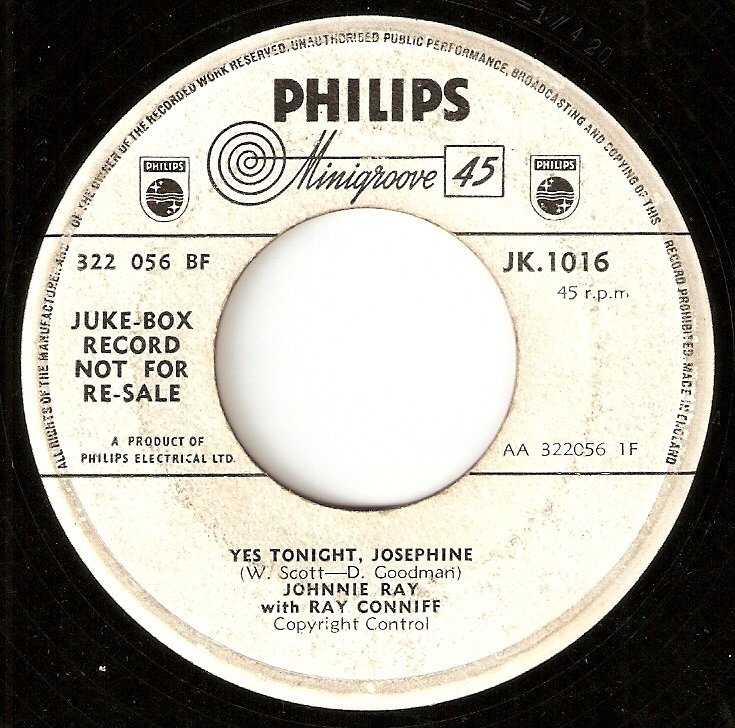 ALL RIGHTS OF THE MANUFACTURER AND OF THE OWNER OF THE RECORDED WORK RESERVED. UNAUTHORISED PUBLIC PERFORMANCE, BROADCASTING AND COPYING OF THIS RECORD PROHIBITED MADE IN ENGLAND
PHILIPS
Minigroove 45
PHILIPS
PHILIPS
322 056 BF
JK.1016
45 r.p.m.
JUKE-BOX
RECORD
NOT FOR
RE-SALE
A PRODUCT OF
PHILIPS ELECTRICAL LTD.
AA 322056 1F
YES TONIGHT, JOSEPHINE
(W. Scott—D. Goodman)
JOHNNIE RAY
with RAY CONNIFF
Copyright Control